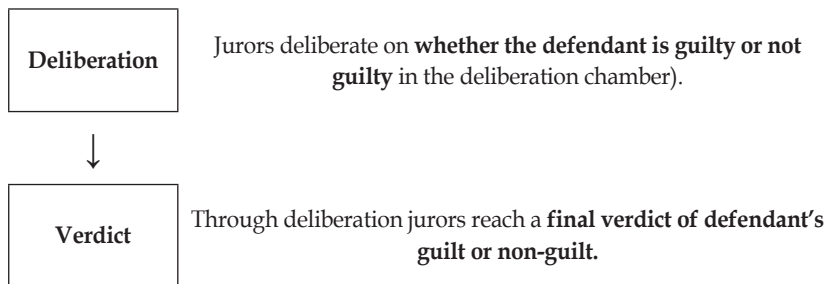 Deliberation
Jurors deliberate on whether the defendant is guilty or not
guilty in the deliberation chamber).
↓
Verdict
Through deliberation jurors reach a final verdict of defendant’s
guilt or non-guilt.